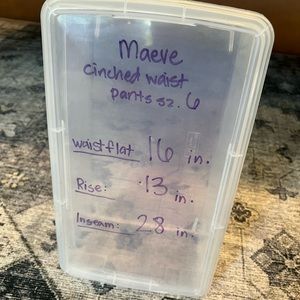 Maeve
cinched waist
pants sz. 6
waist flat 16 in.
Rise: 13 in.
Inseam: 28 in.